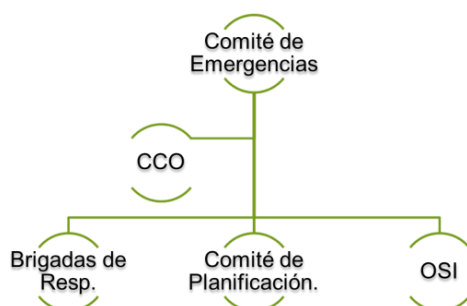 Comité de
Emergencias
CCO
Brigadas de
Resp.
Comité de
Planificación.
OSI